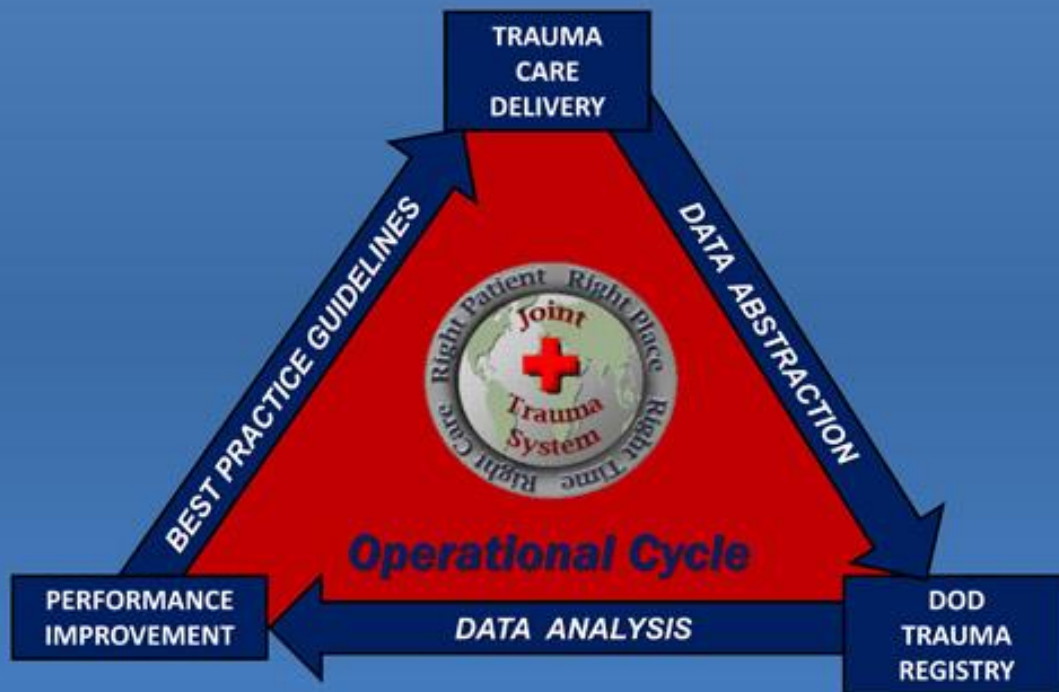 TRAUMA
CARE
DELIVERY
BEST PRACTICE GUIDELINES
DATA ABSTRACTION
Right Patient Right Place Right Time Right Care
Joint
Trauma
System
Operational Cycle
PERFORMANCE
IMPROVEMENT
DATA ANALYSIS
DOD
TRAUMA
REGISTRY